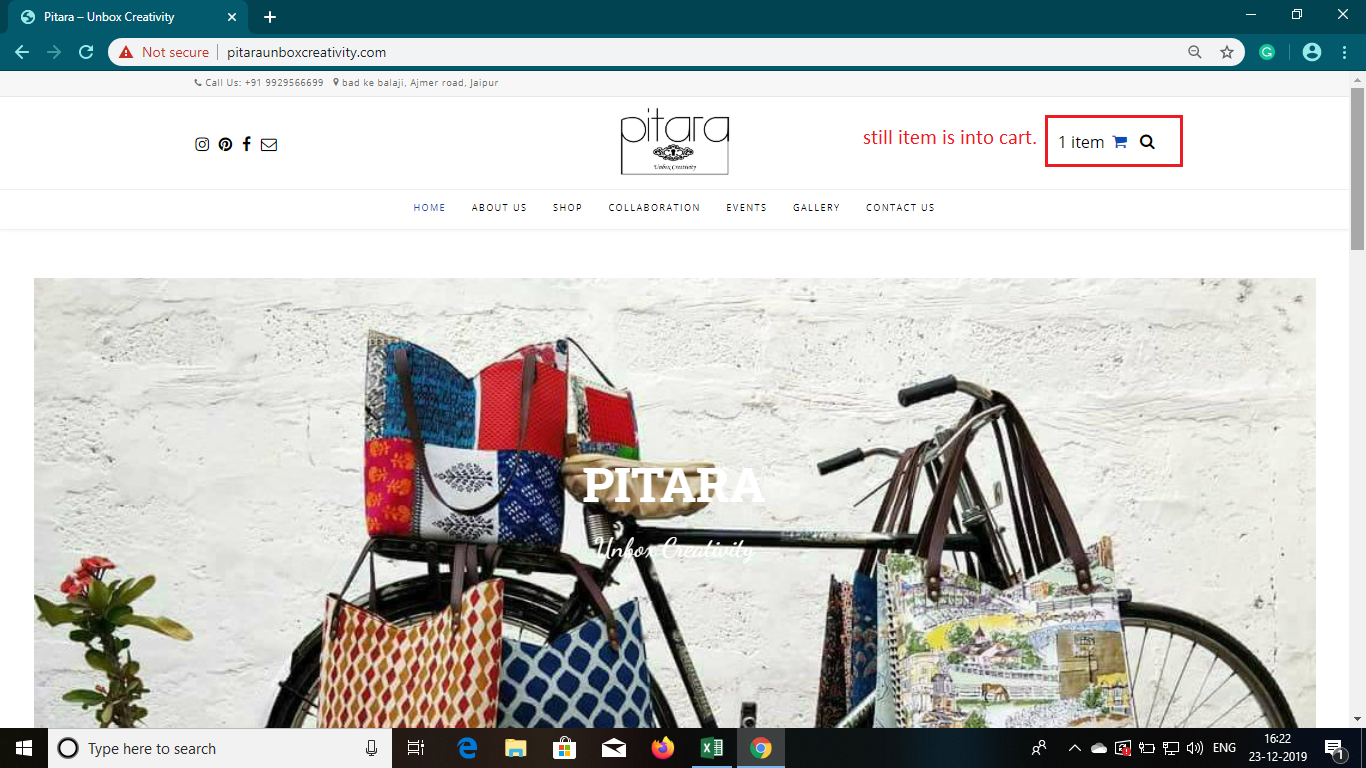 Pitara – Unbox Creativity
Not secure
pitaraunboxcreativity.com
Call Us: +91 9929566699
bad ke balaji, Ajmer road, Jaipur
pitara
Unbox Creativity
still item is into cart.
1 item
HOME
ABOUT US
SHOP
COLLABORATION
EVENTS
GALLERY
CONTACT US
PITARA
Unbox Creativity
Type here to search
ENG
16:22
23-12-2019
1